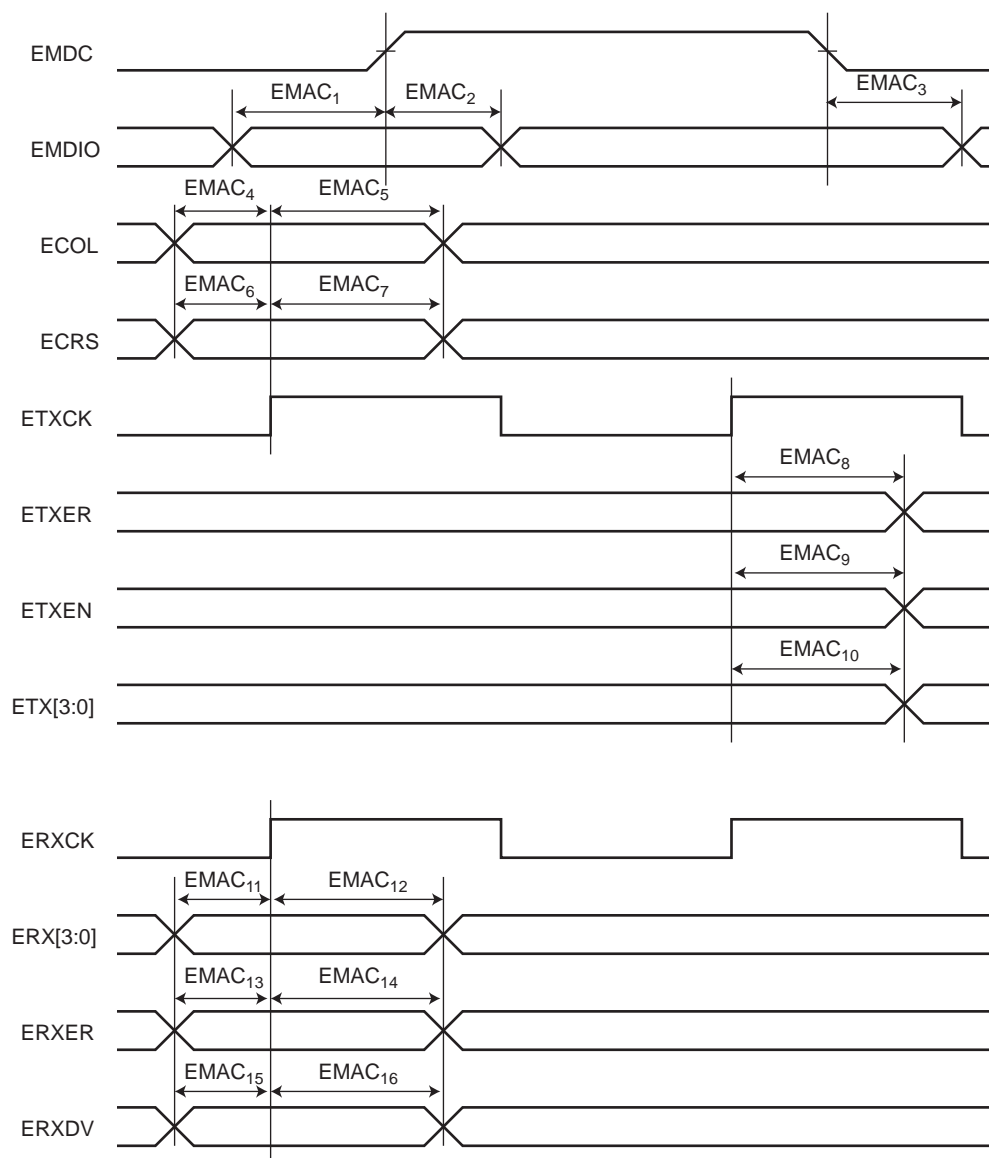 EMDC
EMAC1 EMAC2 EMAC3
EMDIO
EMAC4 EMAC5
ECOL
EMAC6 EMAC7
ECRS
ETXCK
EMAC8
ETXER
EMAC9
ETXEN
EMAC10
ETX[3:0]
ERXCK
EMAC11 EMAC12
ERX[3:0]
EMAC13 EMAC14
ERXER
EMAC15 EMAC16
ERXDV